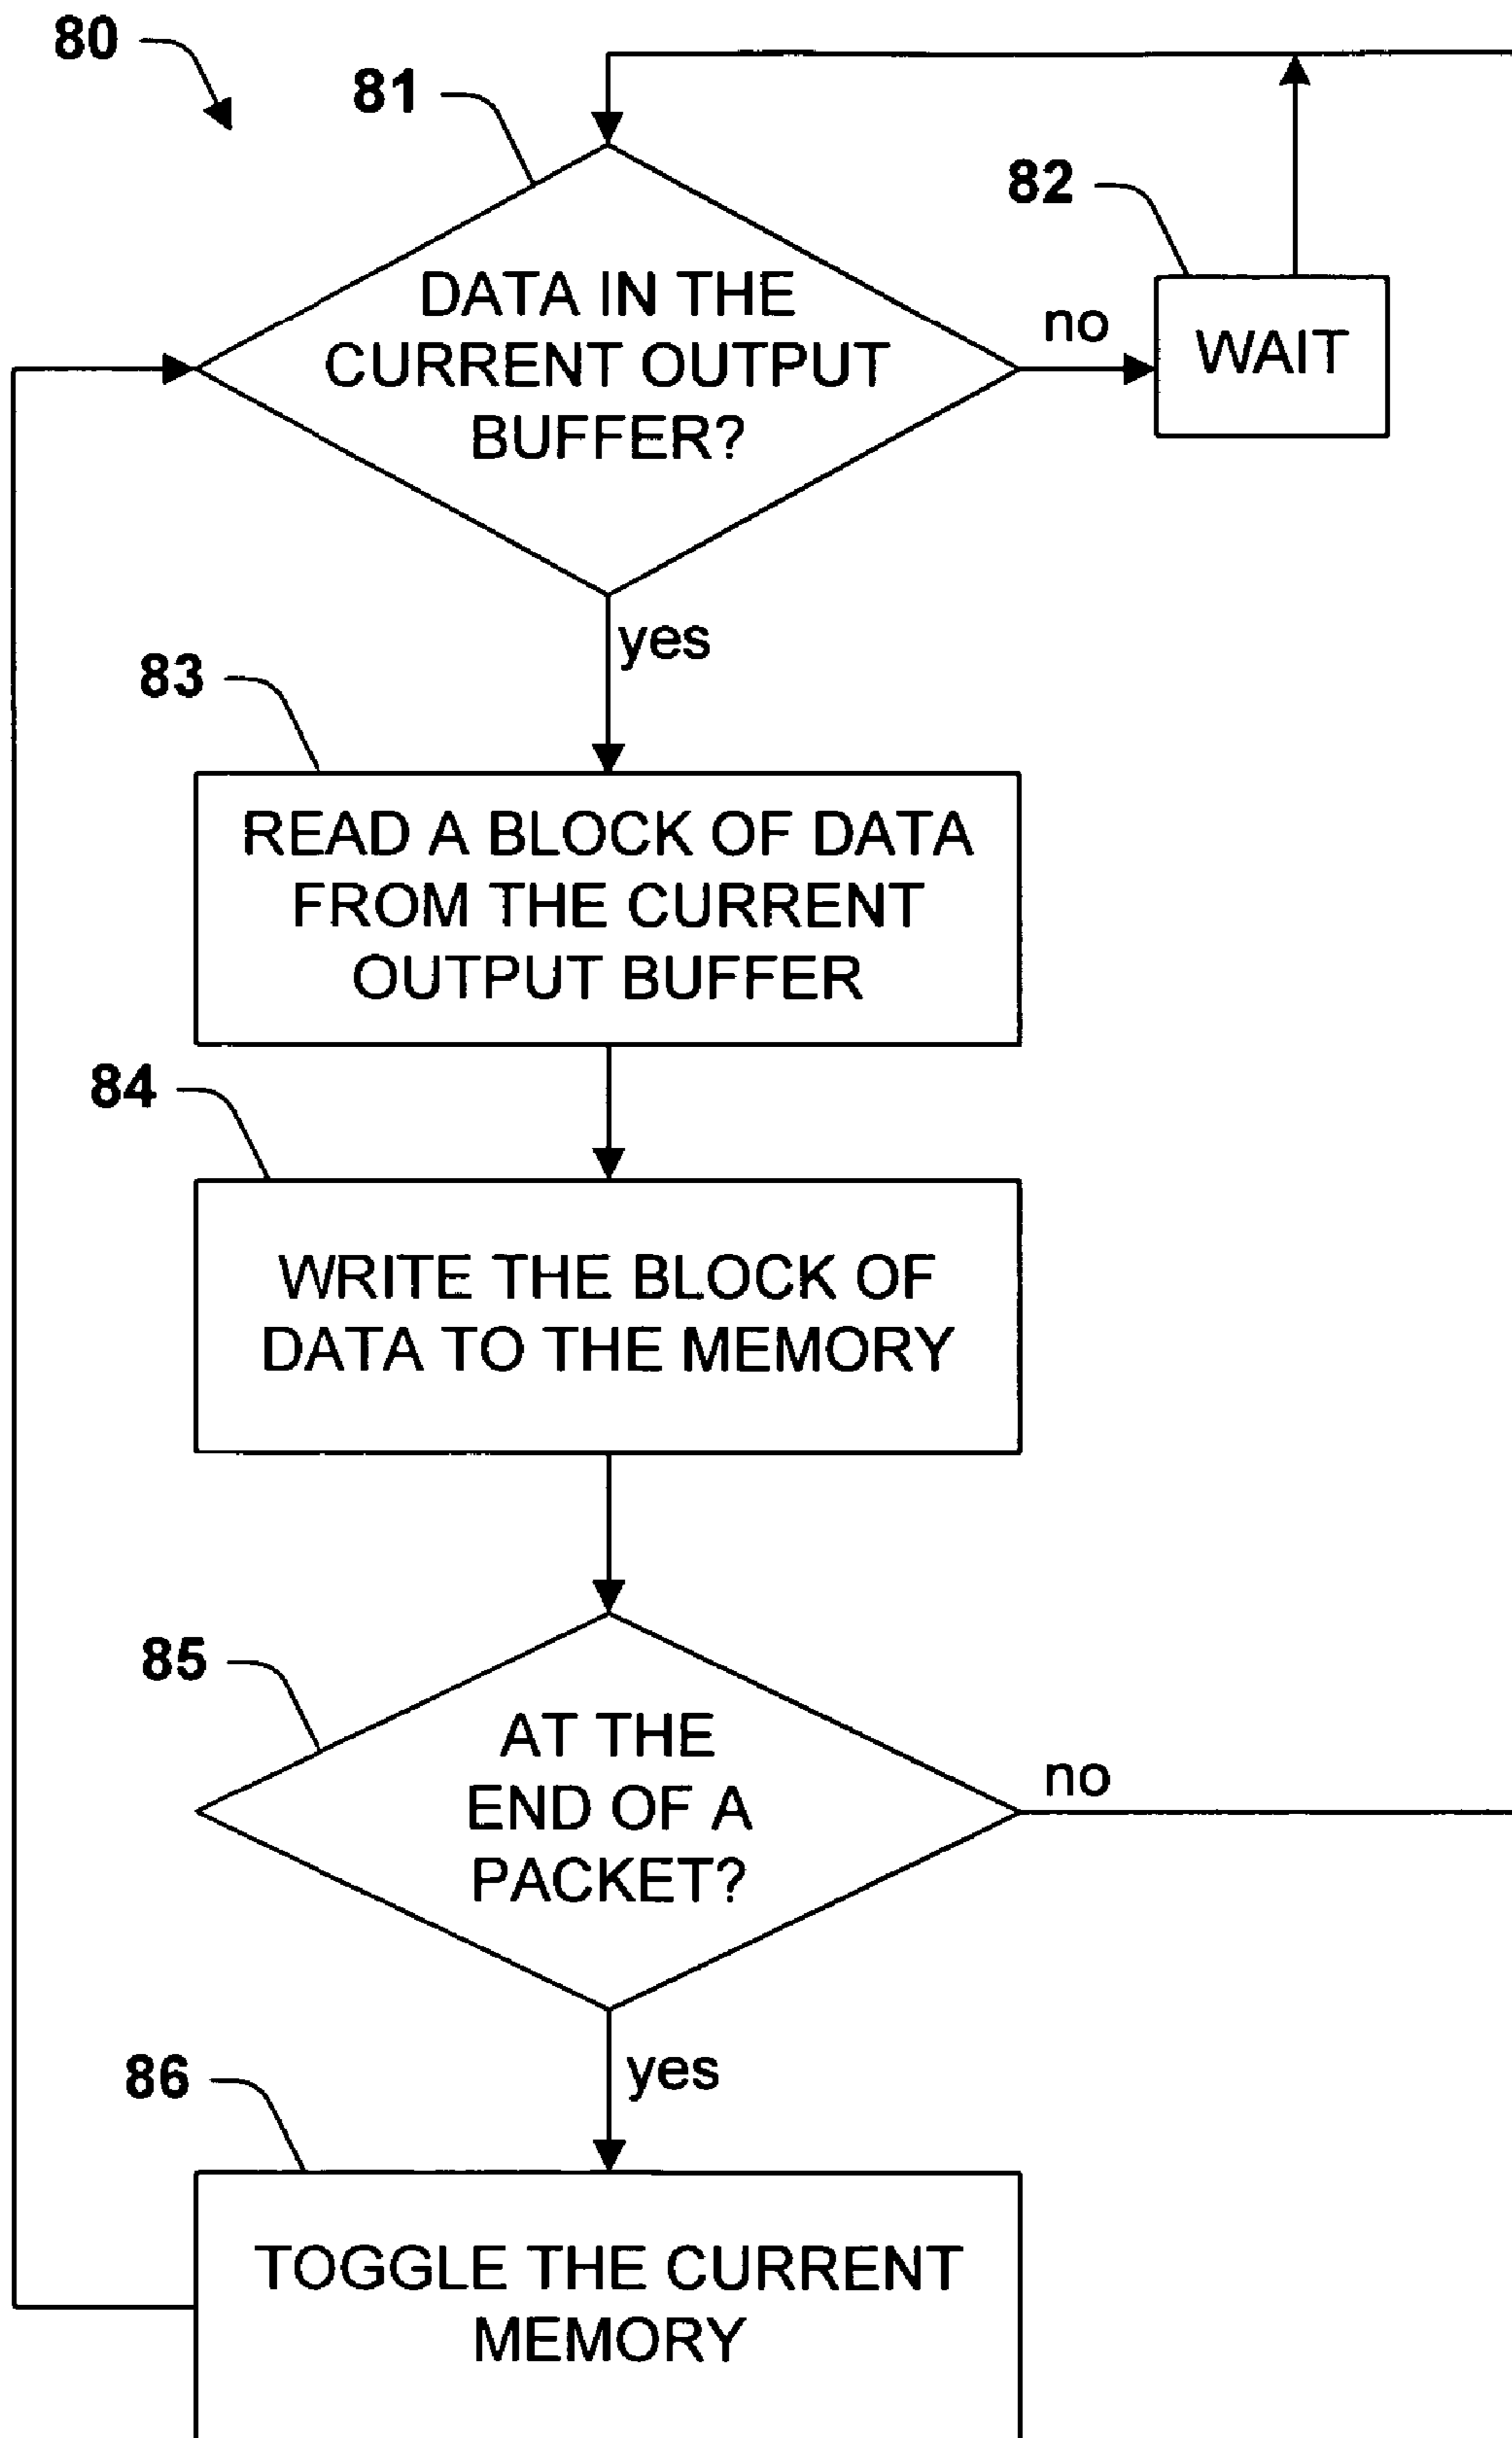 80
81
DATA IN THE
CURRENT OUTPUT
BUFFER?
no
82
WAIT
yes
83
READ A BLOCK OF DATA
FROM THE CURRENT
OUTPUT BUFFER
84
WRITE THE BLOCK OF
DATA TO THE MEMORY
85
AT THE
END OF A
PACKET?
no
yes
86
TOGGLE THE CURRENT
MEMORY